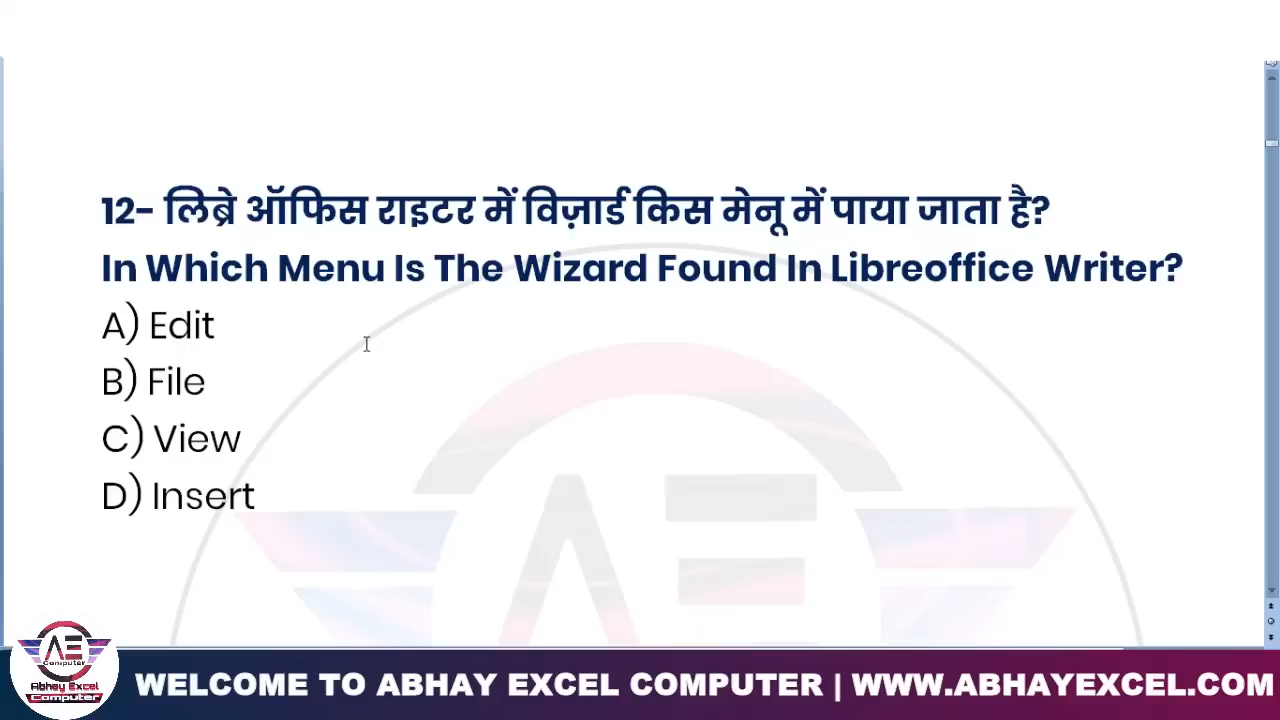 12- लिब्रे ऑफिस राइटर में विज़ार्ड किस मेनू में पाया जाता है?
In Which Menu Is The Wizard Found In Libreoffice Writer?
A) Edit
B) File
C) View
D) Insert
AE
Computer
Abhay Excel
Computer
WELCOME TO ABHAY EXCEL COMPUTER | WWW.ABHAYEXCEL.COM